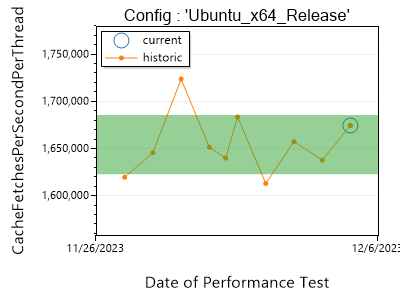 Config : 'Ubuntu_x64_Release'
CacheFetchesPerSecondPerThread
1,750,000
1,700,000
1,650,000
1,600,000
current
historic
11/26/2023
12/6/2023
Date of Performance Test